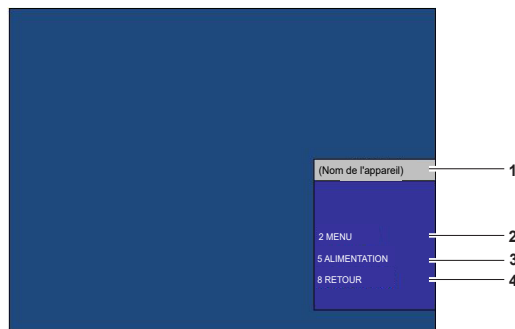 (Nom de l'appareil)
1
2 MENU
2
5 ALIMENTATION
3
8 RETOUR
4